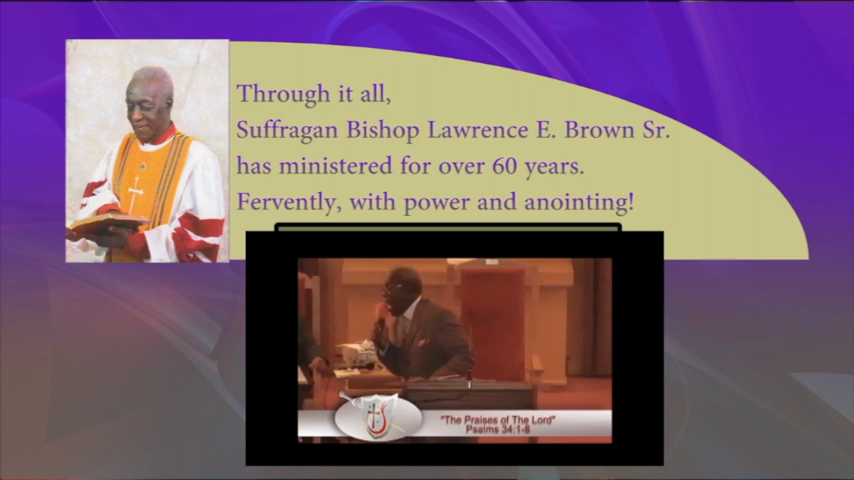 Through it all,
Suffragan Bishop Lawrence E. Brown Sr.
has ministered for over 60 years.
Fervently, with power and anointing!
"The Praises of The Lord"
Psalms 34:1-8